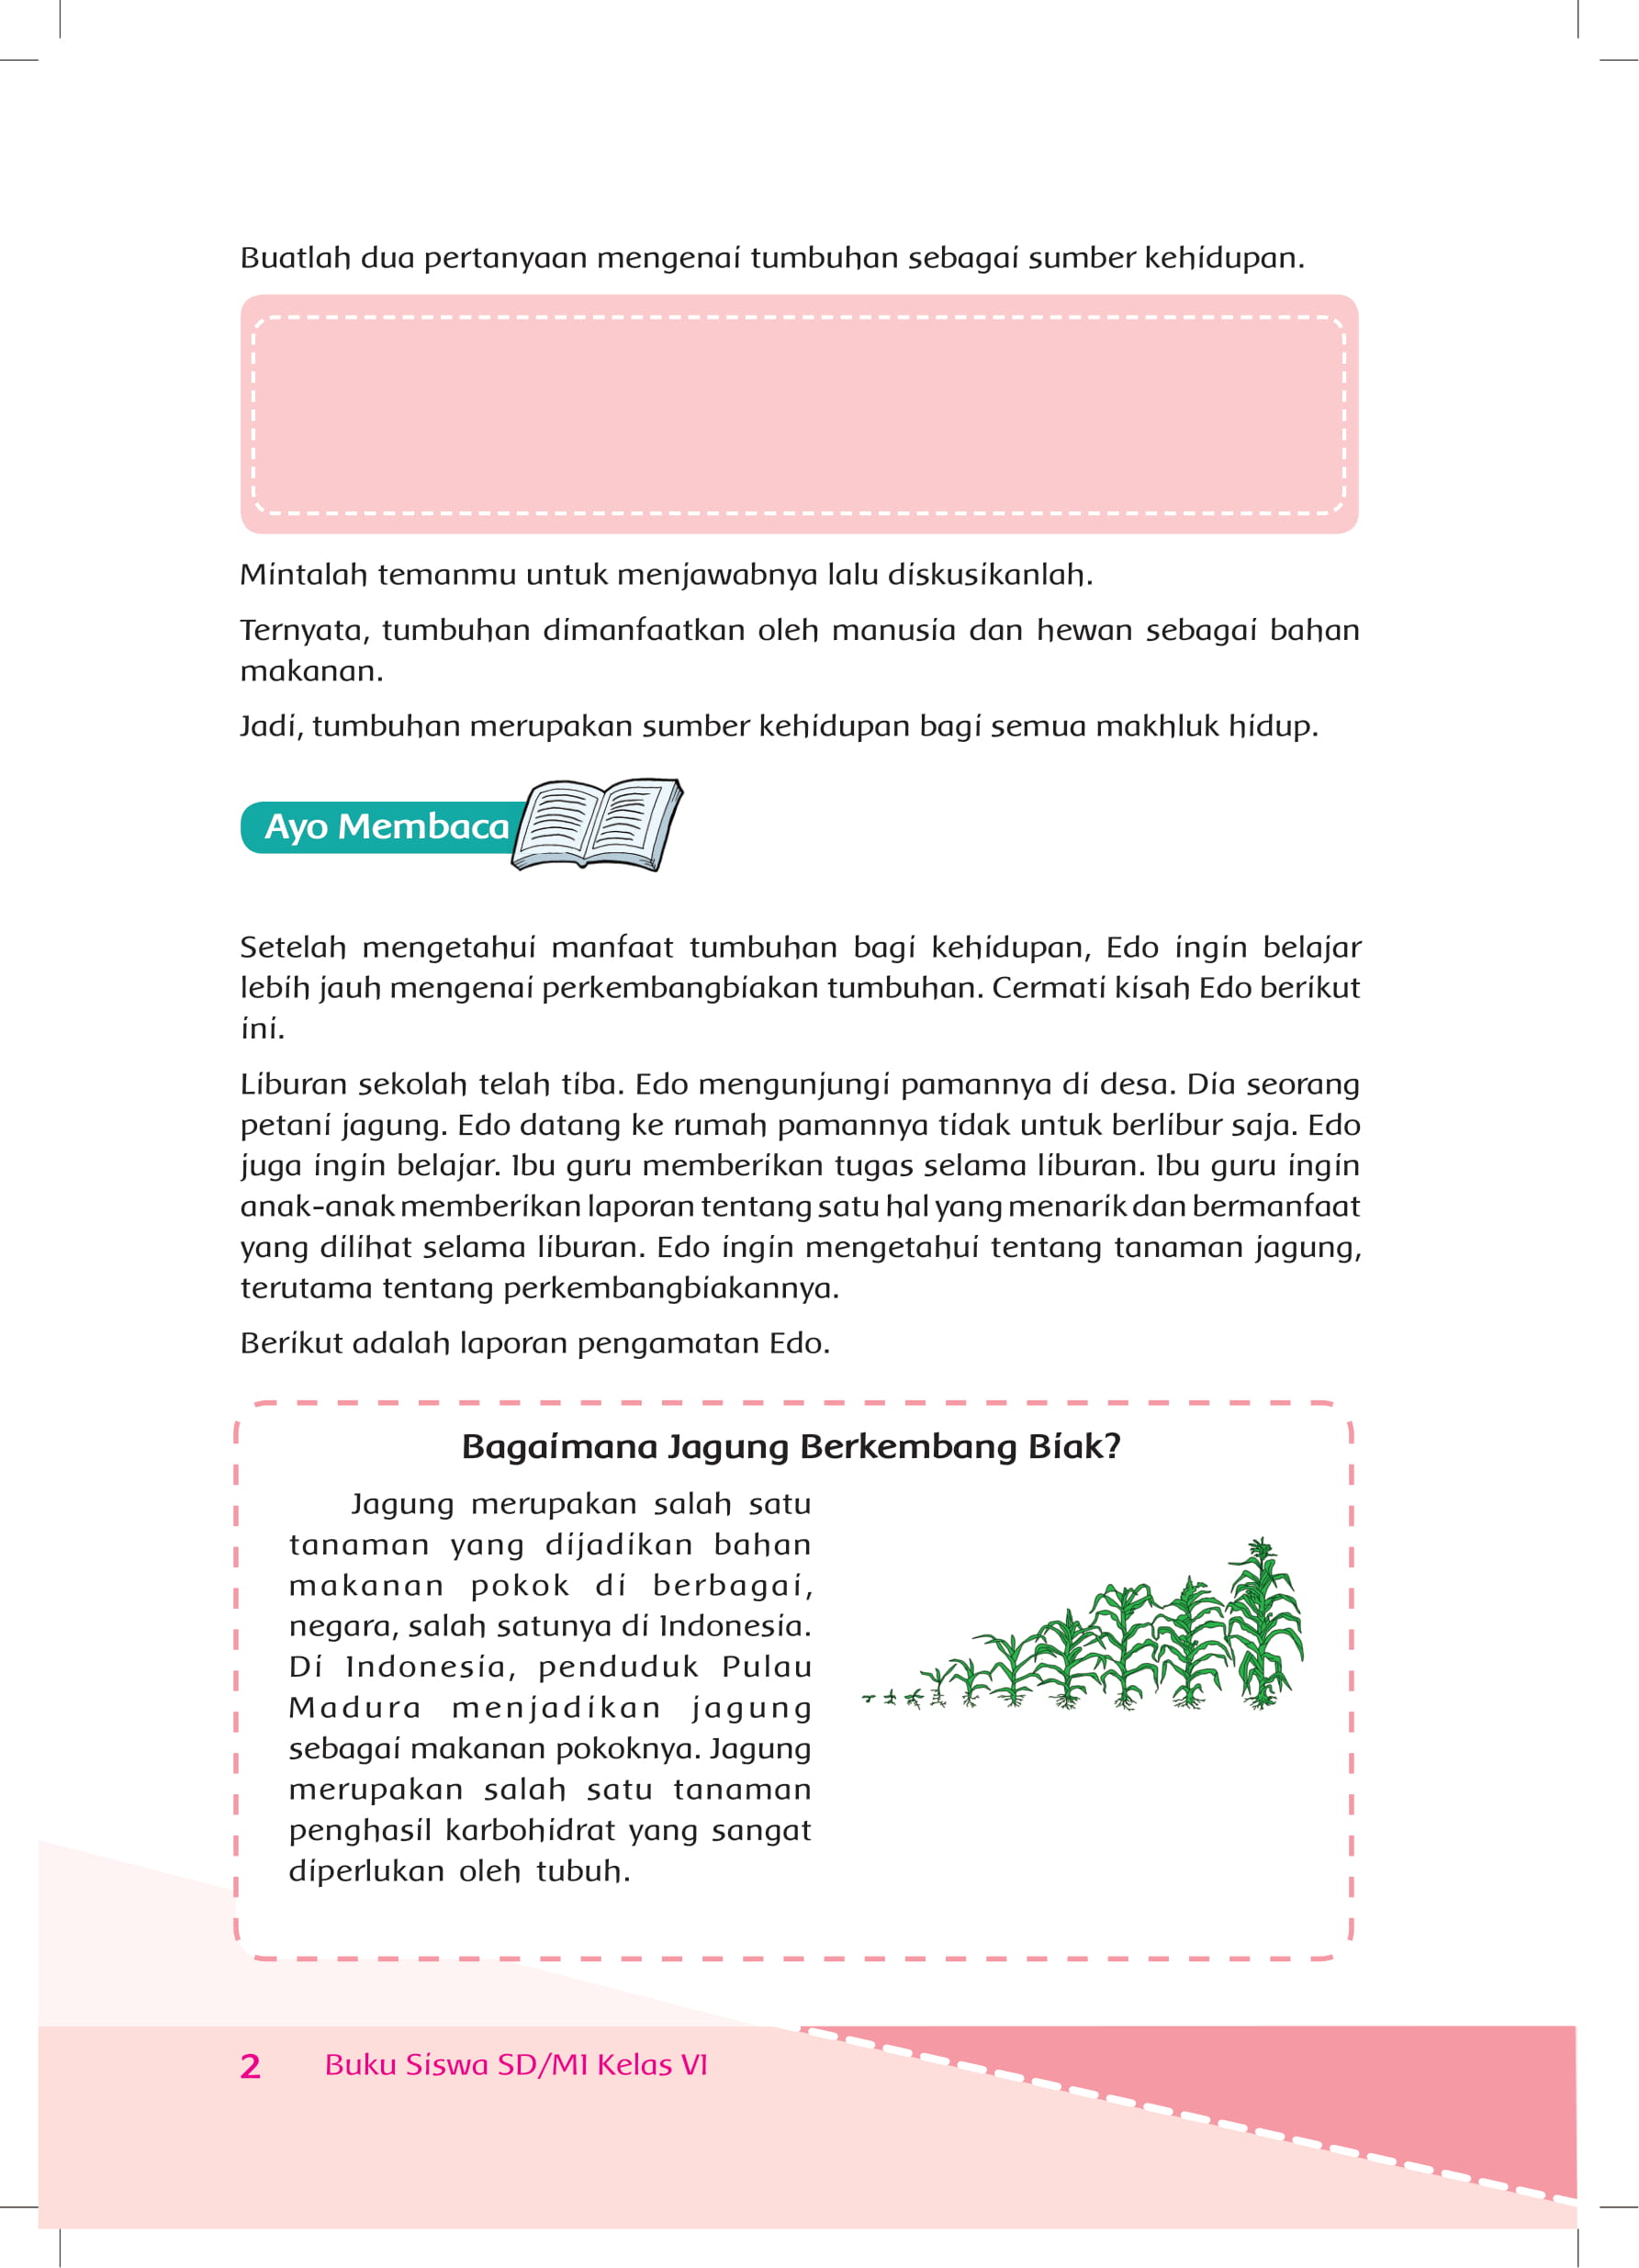 Buatlah dua pertanyaan mengenai tumbuhan sebagai sumber kehidupan.
Mintalah temanmu untuk menjawabnya lalu diskusikanlah.
Ternyata, tumbuhan dimanfaatkan oleh manusia dan hewan sebagai bahan
makanan.
Jadi, tumbuhan merupakan sumber kehidupan bagi semua makhluk hidup.
Ayo Membaca
Setelah mengetahui manfaat tumbuhan bagi kehidupan, Edo ingin belajar
lebih jauh mengenai perkembangbiakan tumbuhan. Cermati kisah Edo berikut
ini.
Liburan sekolah telah tiba. Edo mengunjungi pamannya di desa. Dia seorang
petani jagung. Edo datang ke rumah pamannya tidak untuk berlibur saja. Edo
juga ingin belajar. Ibu guru memberikan tugas selama liburan. Ibu guru ingin
anak-anak memberikan laporan tentang satu hal yang menarik dan bermanfaat
yang dilihat selama liburan. Edo ingin mengetahui tentang tanaman jagung,
terutama tentang perkembangbiakannya.
Berikut adalah laporan pengamatan Edo.
Bagaimana Jagung Berkembang Biak?
Jagung merupakan salah satu
tanaman yang dijadikan bahan
makanan pokok di berbagai,
negara, salah satunya di Indonesia.
Di Indonesia, penduduk Pulau
Madura menjadikan jagung
sebagai makanan pokoknya. Jagung
merupakan salah satu tanaman
penghasil karbohidrat yang sangat
diperlukan oleh tubuh.
2 Buku Siswa SD/MI Kelas VI